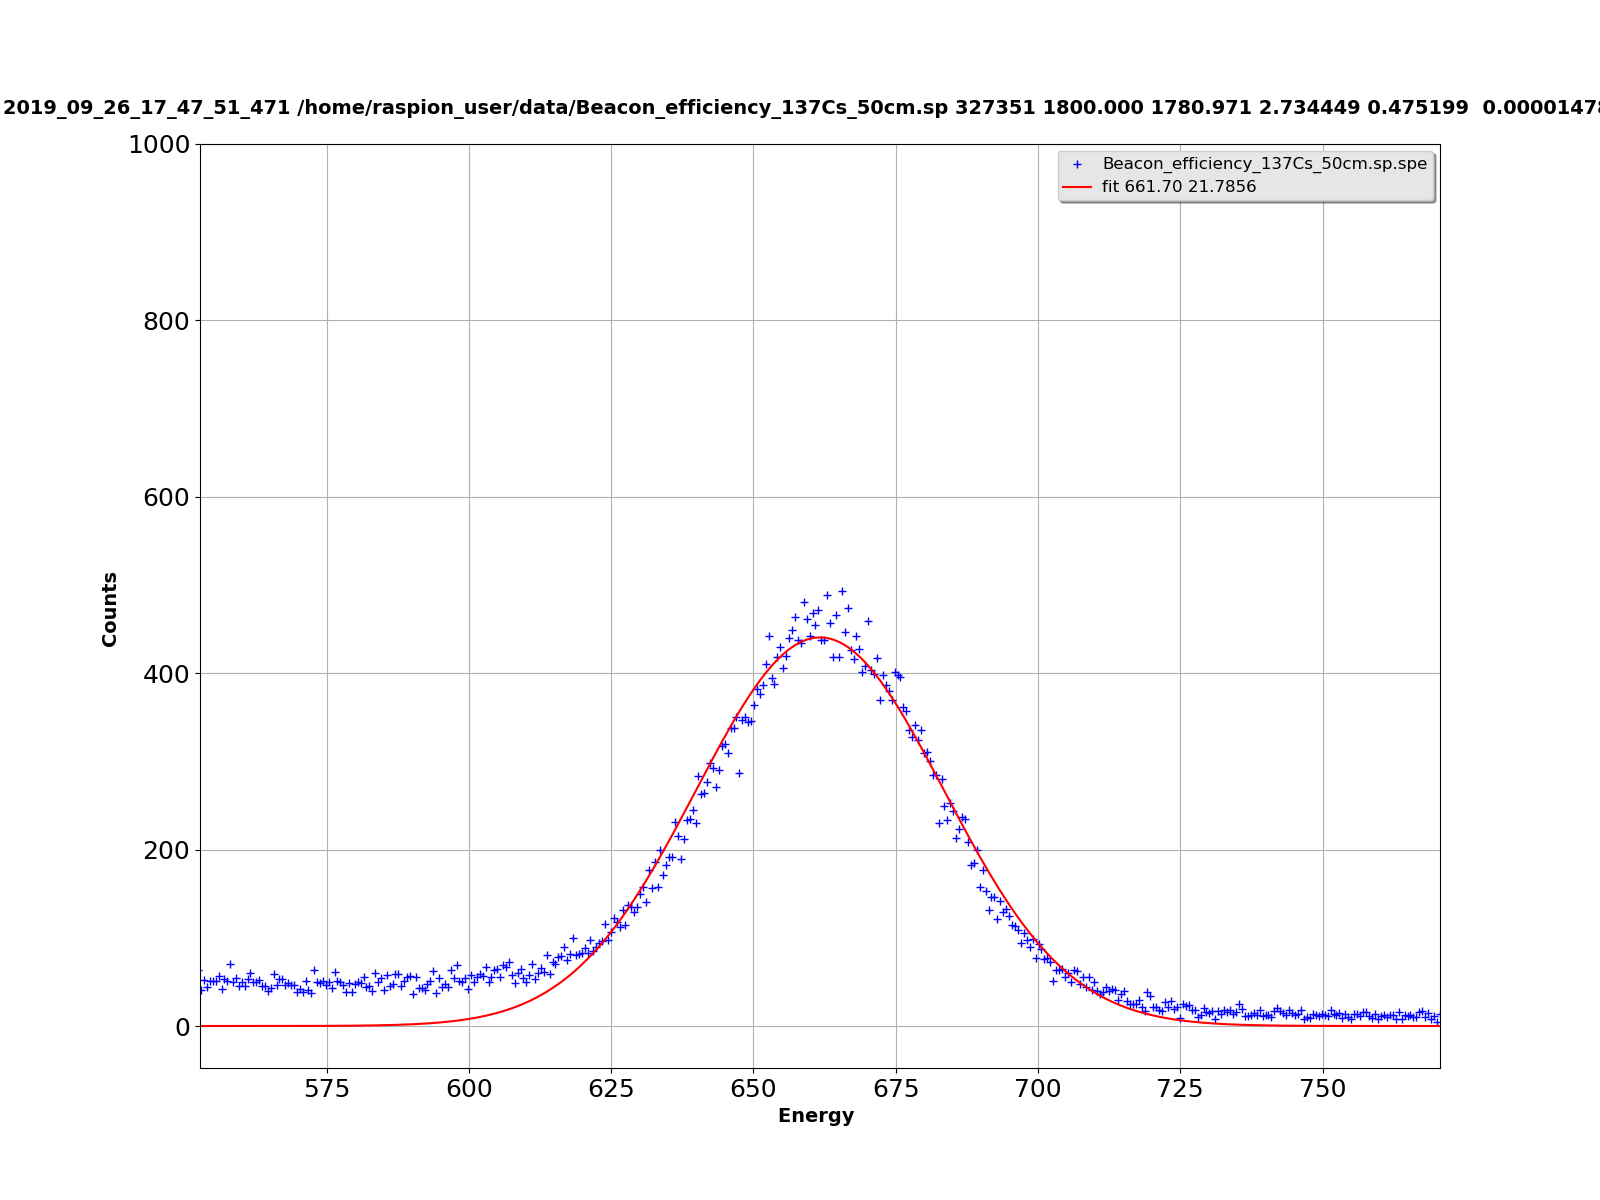 2019_09_26_17_47_51_471 /home/raspion_user/data/Beacon_efficiency_137Cs_50cm.sp 327351 1800.000 1780.971 2.734449 0.475199 0.00001478
1000
800
600
400
200
0
Counts
Beacon_efficiency_137Cs_50cm.sp.spe
fit 661.70 21.7856
575 600 625 650 675 700 725 750
Energy